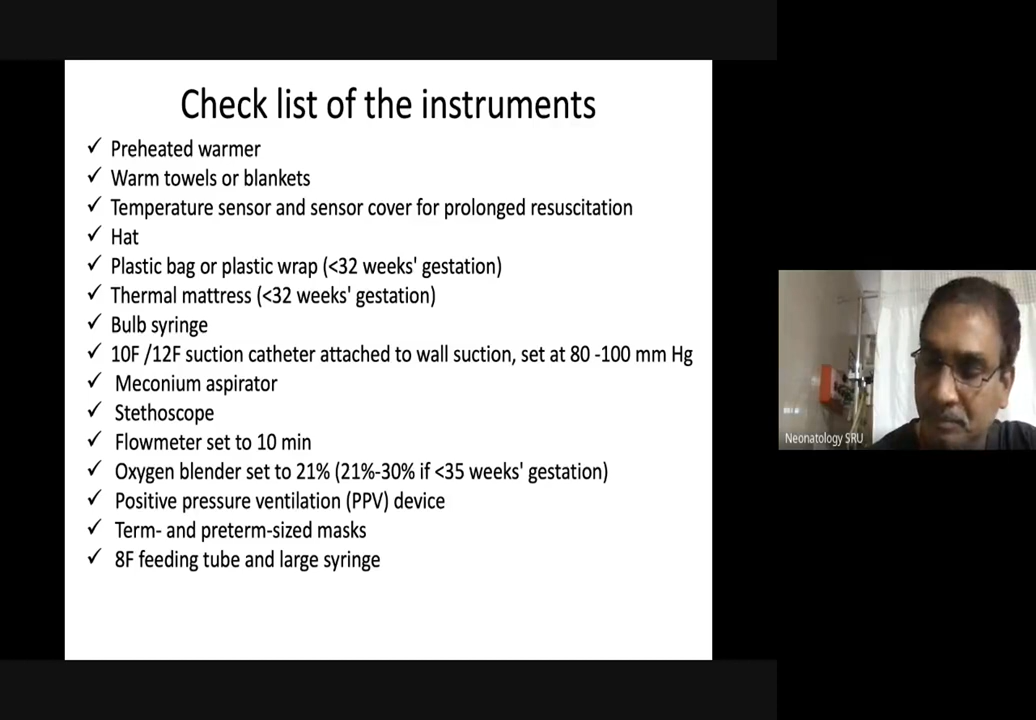 Check list of the instruments
✓ Preheated warmer
✓ Warm towels or blankets
✓ Temperature sensor and sensor cover for prolonged resuscitation
✓ Hat
✓ Plastic bag or plastic wrap (<32 weeks' gestation)
✓ Thermal mattress (<32 weeks' gestation)
✓ Bulb syringe
✓ 10F /12F suction catheter attached to wall suction, set at 80 -100 mm Hg
✓ Meconium aspirator
✓ Stethoscope
✓ Flowmeter set to 10 min
✓ Oxygen blender set to 21% (21%-30% if <35 weeks' gestation)
✓ Positive pressure ventilation (PPV) device
✓ Term- and preterm-sized masks
✓ 8F feeding tube and large syringe
Neonatology SRU